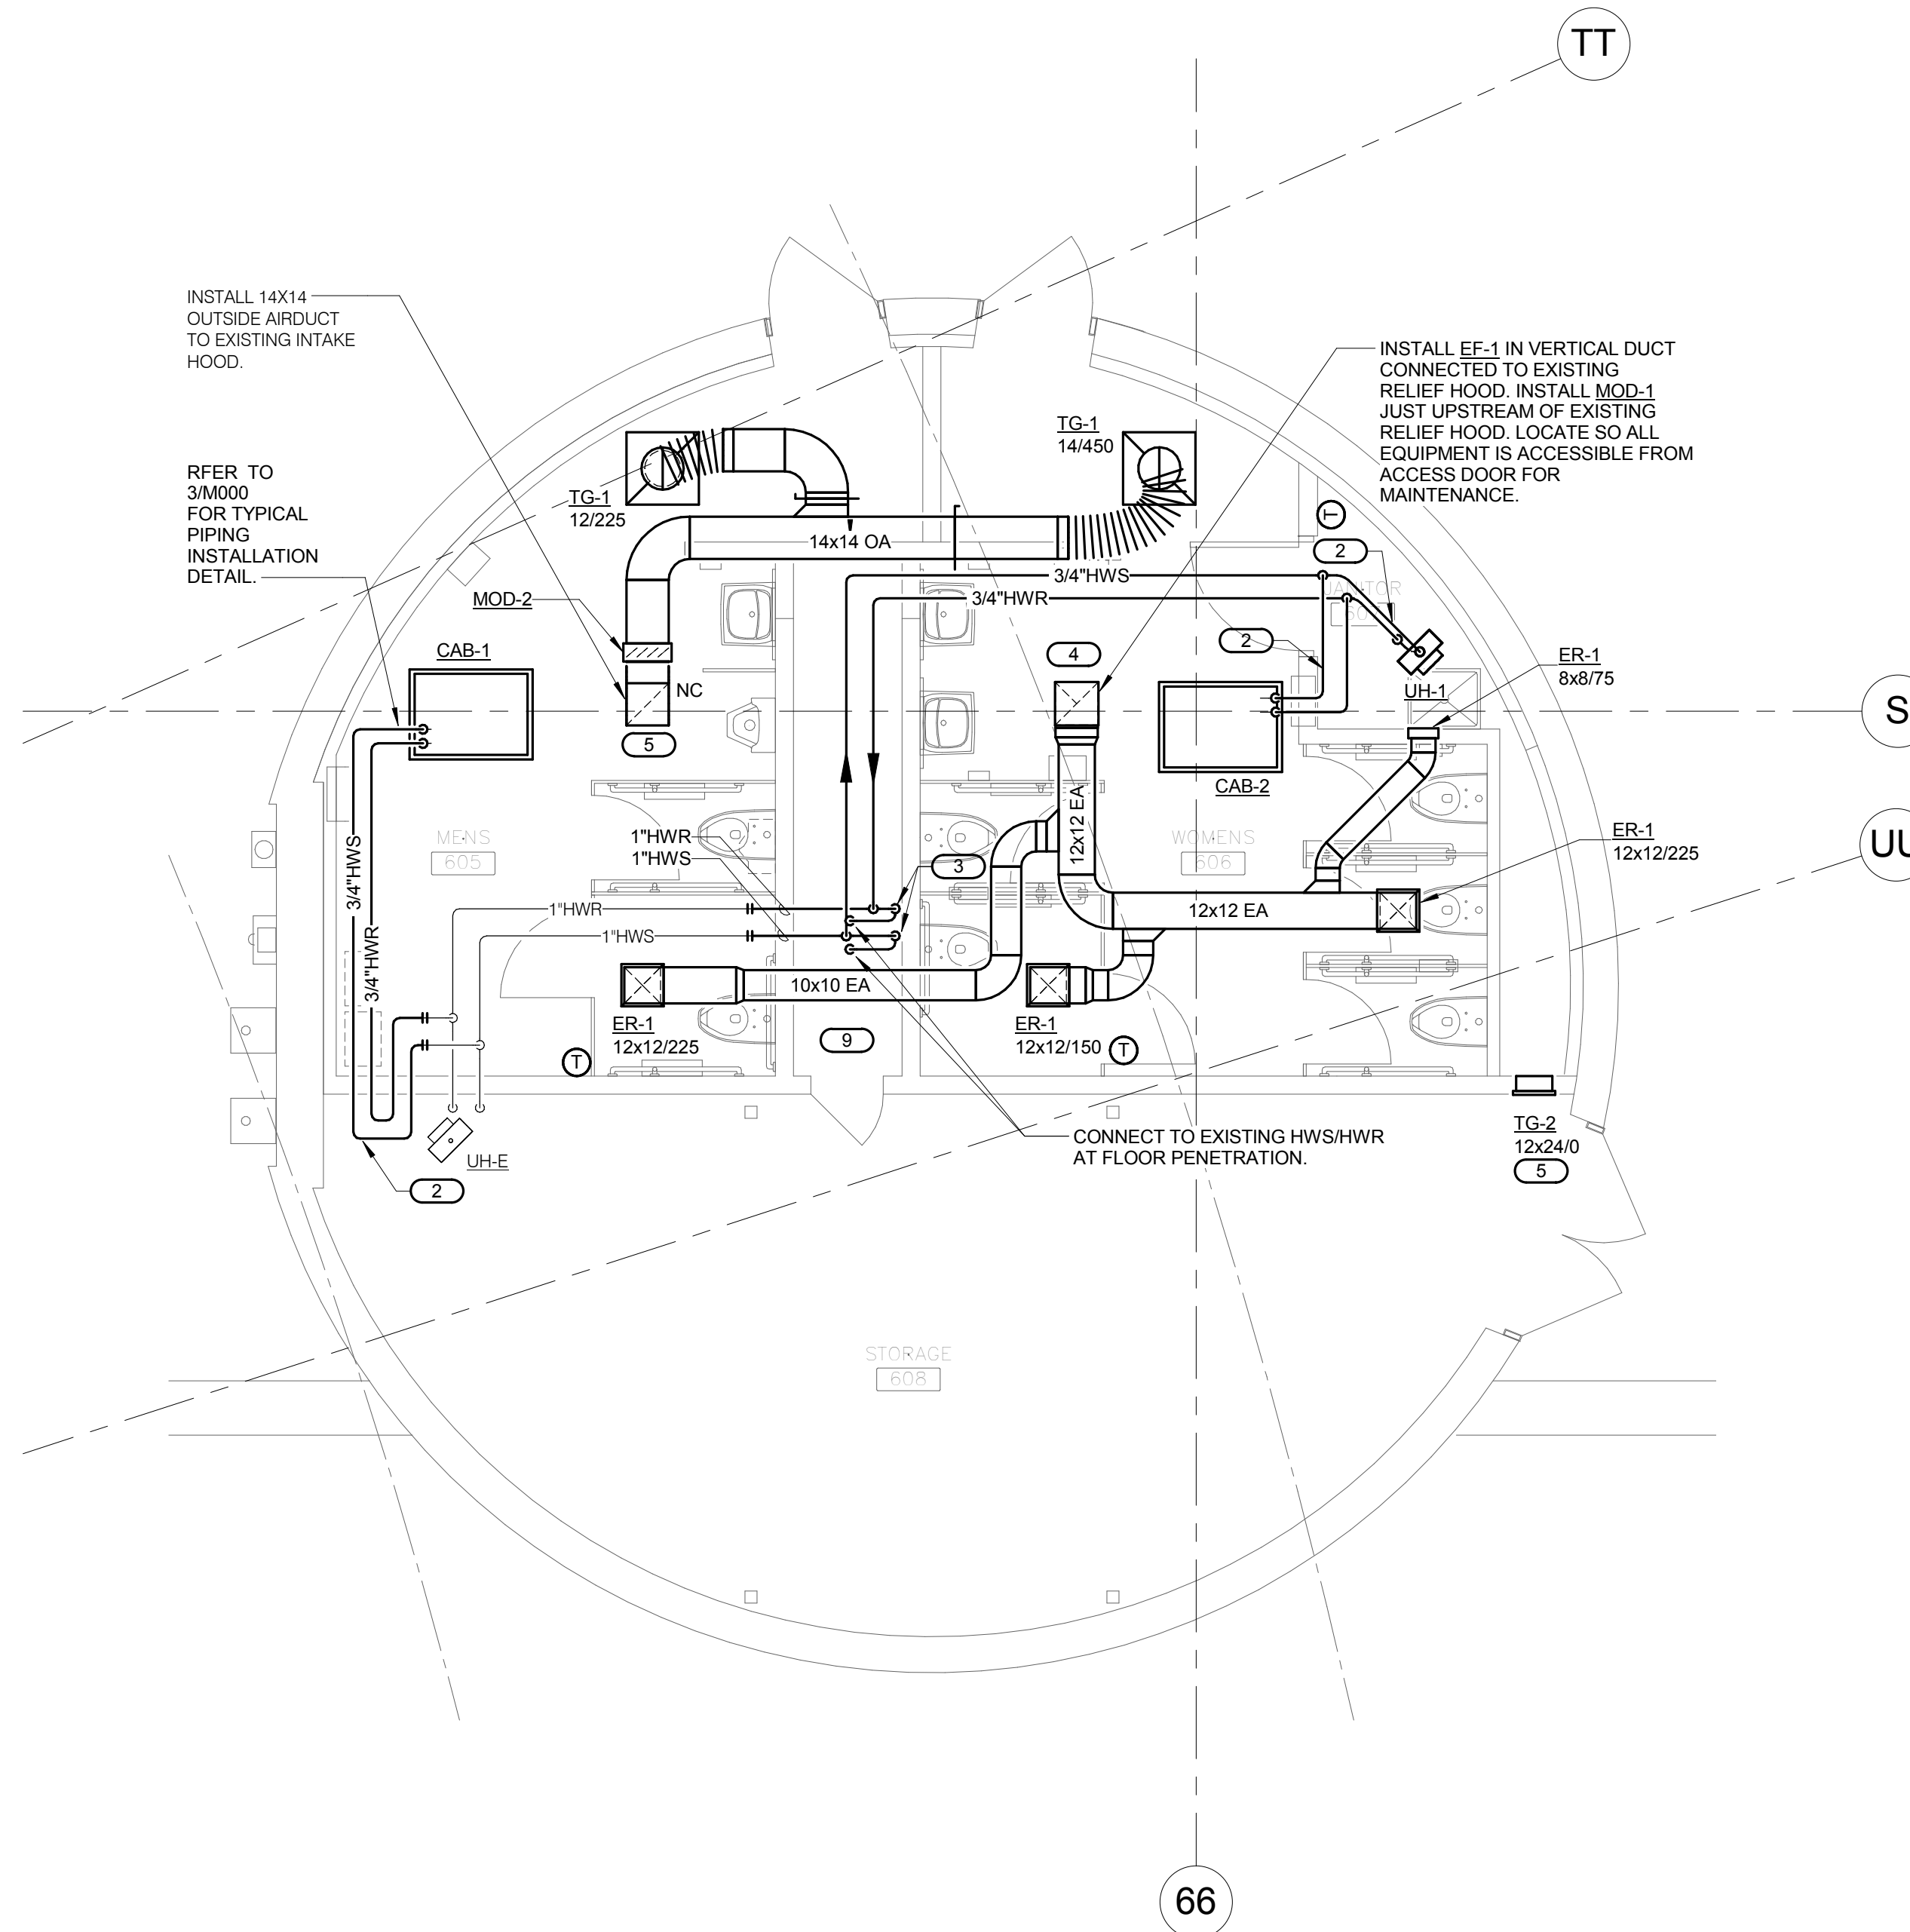 TT
INSTALL 14X14
OUTSIDE AIRDUCT
TO EXISTING INTAKE
HOOD.
INSTALL EF-1 IN VERTICAL DUCT
CONNECTED TO EXISTING
RELIEF HOOD. INSTALL MOD-1
JUST UPSTREAM OF EXISTING
RELIEF HOOD. LOCATE SO ALL
EQUIPMENT IS ACCESSIBLE FROM
ACCESS DOOR FOR
MAINTENANCE.
TG-1
14/450
RFER TO
3/M000
FOR TYPICAL
PIPING
INSTALLATION
DETAIL.
TG-1
12/225
T
14x14 OA
2
3/4"HWS
3/4"HWR
MOD-2
2
CAB-1
4
ER-1
8x8/75
NC
UH-1
S
5
CAB-2
12x12 EA
MENS
605
1"HWR
1"HWS
WOMENS
606
ER-1
12x12/225
UU
3
3/4"HWS
3/4"HWR
1"HWR
12x12 EA
1"HWS
10x10 EA
ER-1
12x12/225
T
9
ER-1
12x12/150
T
CONNECT TO EXISTING HWS/HWR
AT FLOOR PENETRATION.
TG-2
12x24/0
5
UH-E
2
STORAGE
608
66